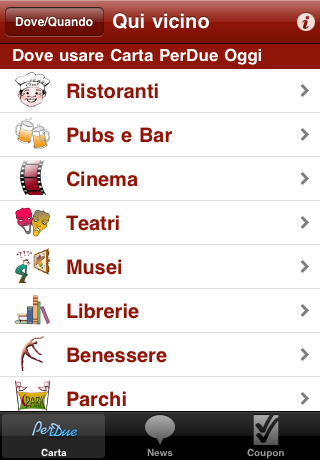 Dove/Quando
Qui vicino
Dove usare Carta PerDue Oggi
Ristoranti
Pubs e Bar
Cinema
Teatri
Musei
Librerie
Benessere
Parchi
PerDue
Carta
News
Coupon